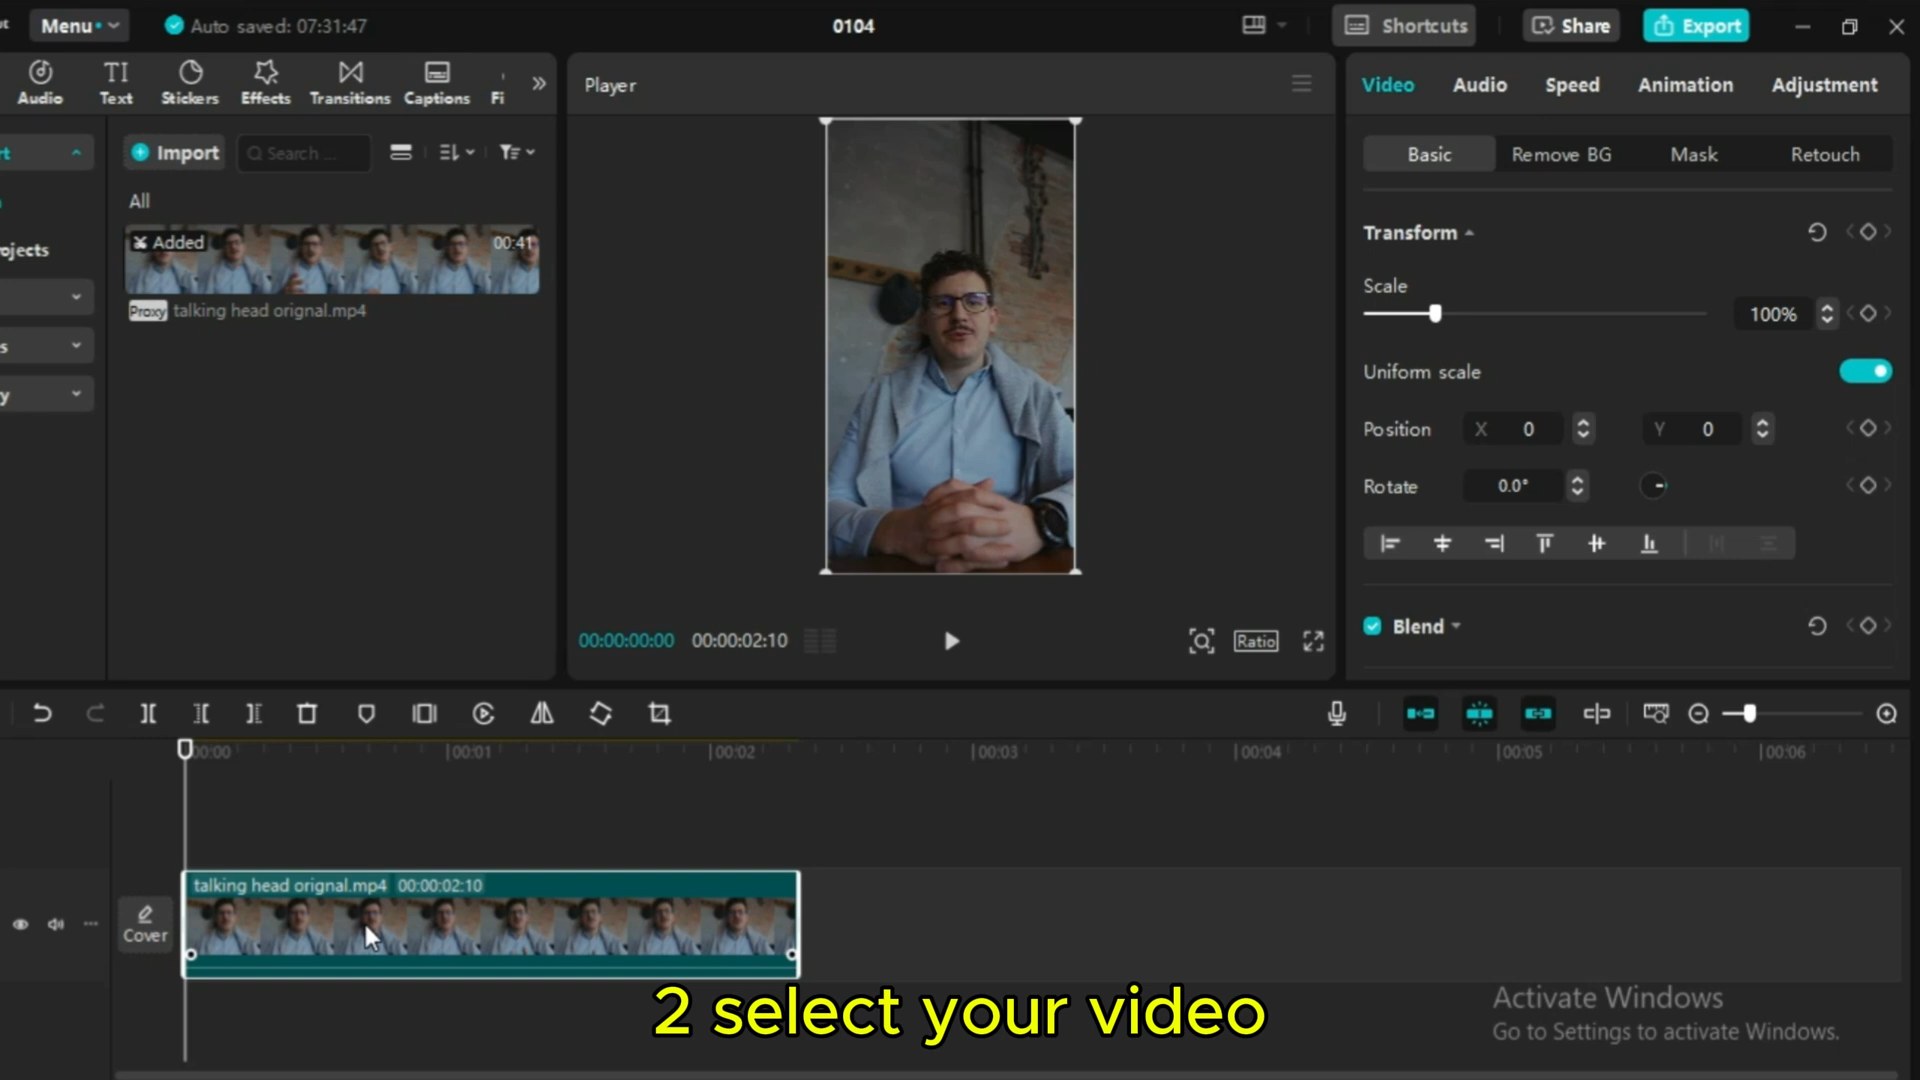 Menu
Auto saved: 07:31:47
0104
Shortcuts
Share
Export
Audio
Text
Stickers
Effects
Transitions
Captions
Fi
Player
Video
Audio
Speed
Animation
Adjustment
Import
Search ...
Basic
Remove BG
Mask
Retouch
All
Added
00:41
Proxy
talking head orignal.mp4
ojects
Transform
Scale
100%
Uniform scale
Position
X 0
Y 0
Rotate
0.0°
Blend
00:00:00:00
00:00:02:10
Ratio
00:00
00:01
00:02
00:03
00:04
00:05
00:06
talking head orignal.mp4 00:00:02:10
Cover
2 select your video
Activate Windows
Go to Settings to activate Windows.